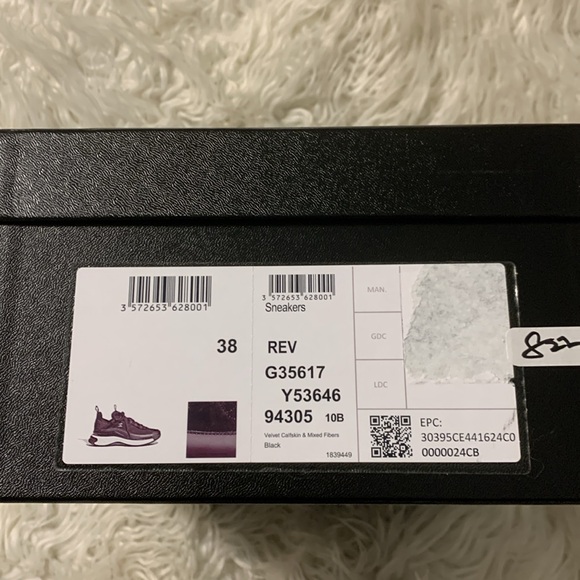 3 572653 628001
38
3 572653 628001
Sneakers
REV
G35617
Y53646
94305 10B
Velvet Calfskin & Mixed Fibers
Black
1839449
MAN.
GDC
LDC
EPC:
30395CE441624C0
0000024CB